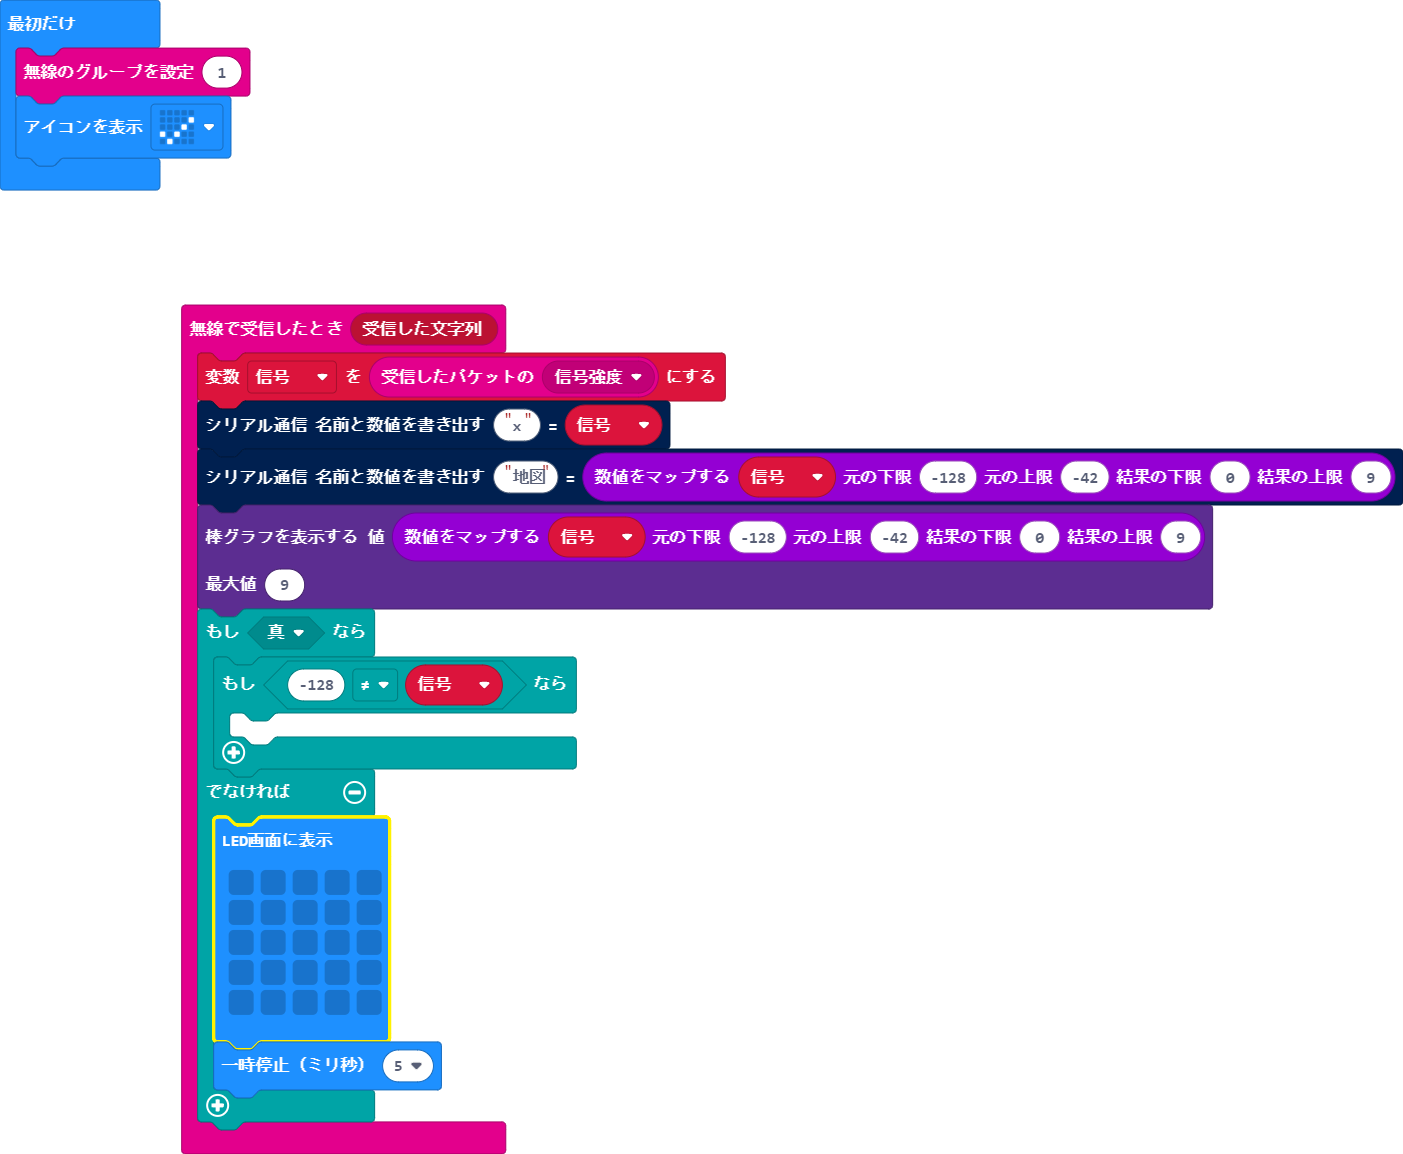 最初だけ
無線のグループを設定 1
アイコンを表示
無線で受信したとき 受信した文字列
変数 信号 を 受信したパケットの 信号強度 にする
シリアル通信 名前と数値を書き出す "x" = 信号
シリアル通信 名前と数値を書き出す "地図" = 数値をマップする 信号 元の下限 -128 元の上限 -42 結果の下限 0 結果の上限 9
棒グラフを表示する 値 数値をマップする 信号 元の下限 -128 元の上限 -42 結果の下限 0 結果の上限 9
最大値 9
もし 真 なら
もし -128 ≠ 信号 なら
でなければ
LED画面に表示
一時停止（ミリ秒） 5